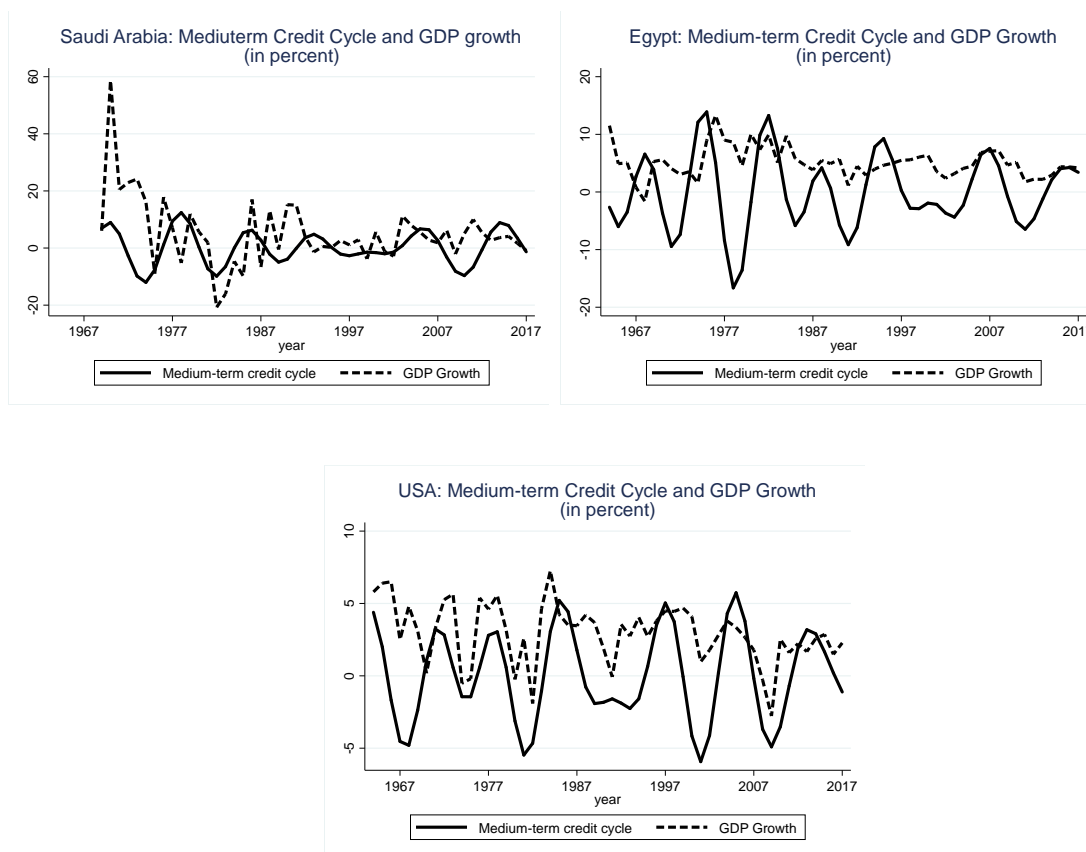 Saudi Arabia: Mediuterm Credit Cycle and GDP growth
(in percent)
60
40
20
0
-20
1967 1977 1987 1997 2007 2017
year
Medium-term credit cycle GDP Growth
Egypt: Medium-term Credit Cycle and GDP Growth
(in percent)
20
10
0
-10
-20
1967 1977 1987 1997 2007 201
year
Medium-term credit cycle GDP Growth
USA: Medium-term Credit Cycle and GDP Growth
(in percent)
10
5
0
-5
1967 1977 1987 1997 2007 2017
year
Medium-term credit cycle GDP Growth